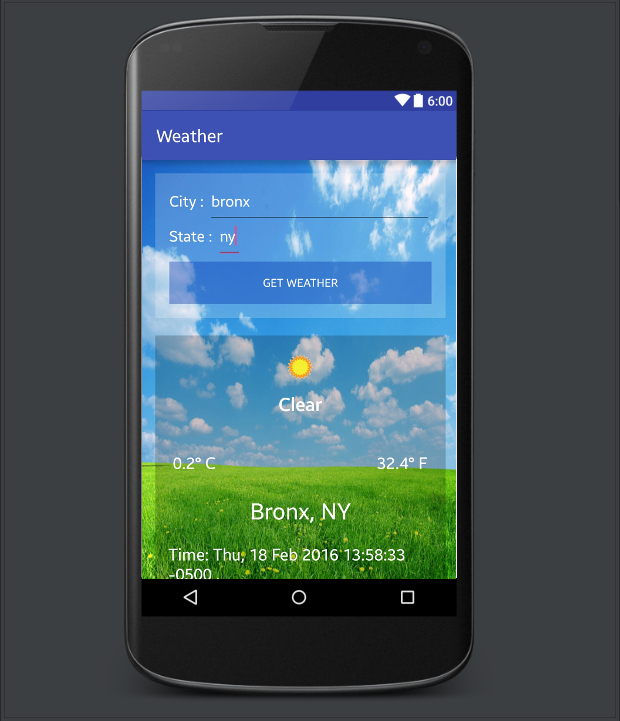 6:00
Weather
City : bronx
State : ny
GET WEATHER
Clear
0.2° C 32.4° F
Bronx, NY
Time: Thu, 18 Feb 2016 13:58:33
-0500 .